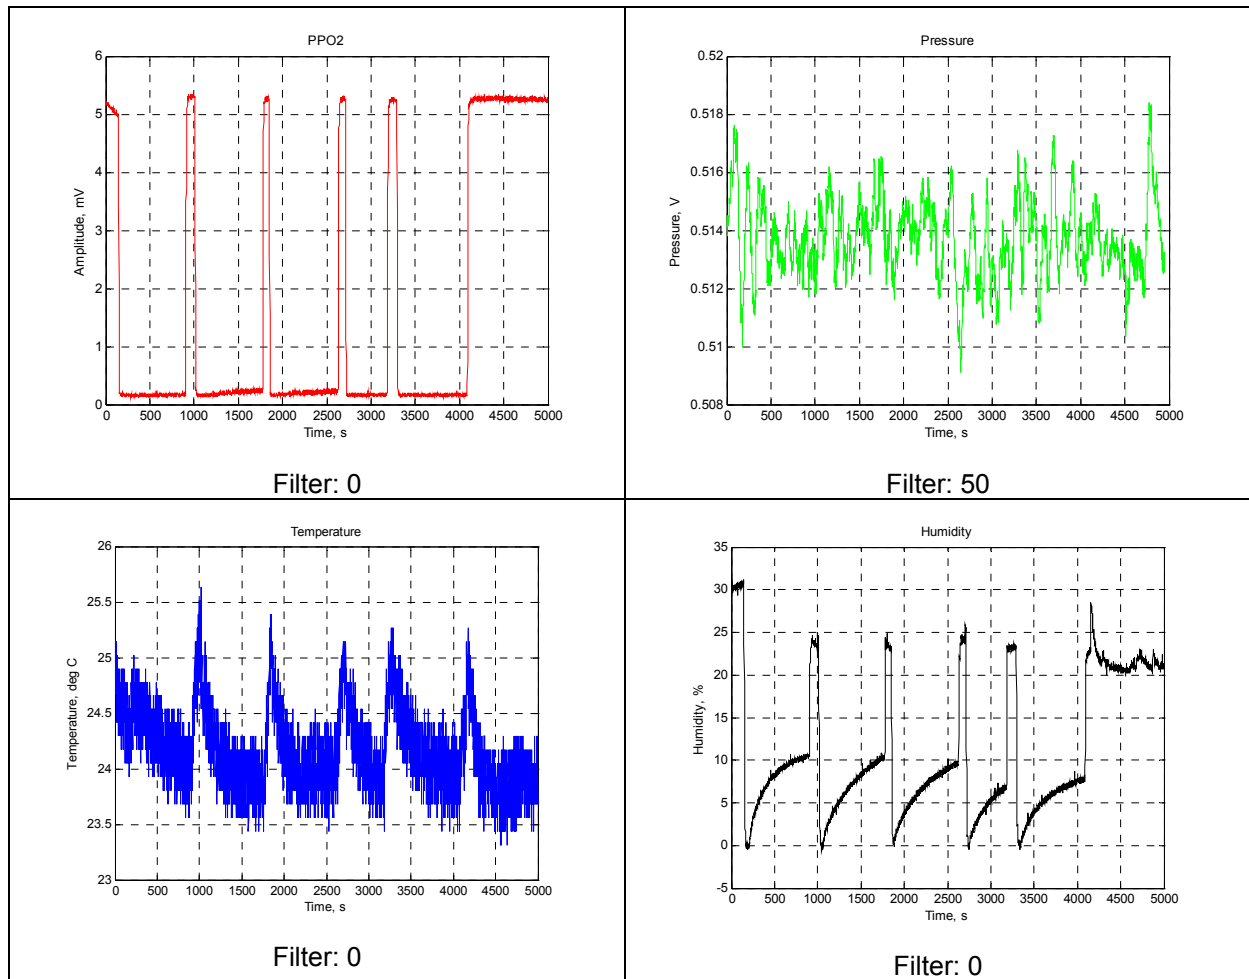 PPO2
6
5
4
3
2
1
0
Amplitude, mV
0 500 1000 1500 2000 2500 3000 3500 4000 4500 5000
Time, s
Filter: 0
Pressure
0.52
0.518
0.516
0.514
0.512
0.51
0.508
Pressure, V
0 500 1000 1500 2000 2500 3000 3500 4000 4500 5000
Time, s
Filter: 50
Temperature
26
25.5
25
24.5
24
23.5
23
Temperature, deg C
0 500 1000 1500 2000 2500 3000 3500 4000 4500 5000
Time, s
Filter: 0
Humidity
35
30
25
20
15
10
5
0
-5
Humidity, %
0 500 1000 1500 2000 2500 3000 3500 4000 4500 5000
Time, s
Filter: 0